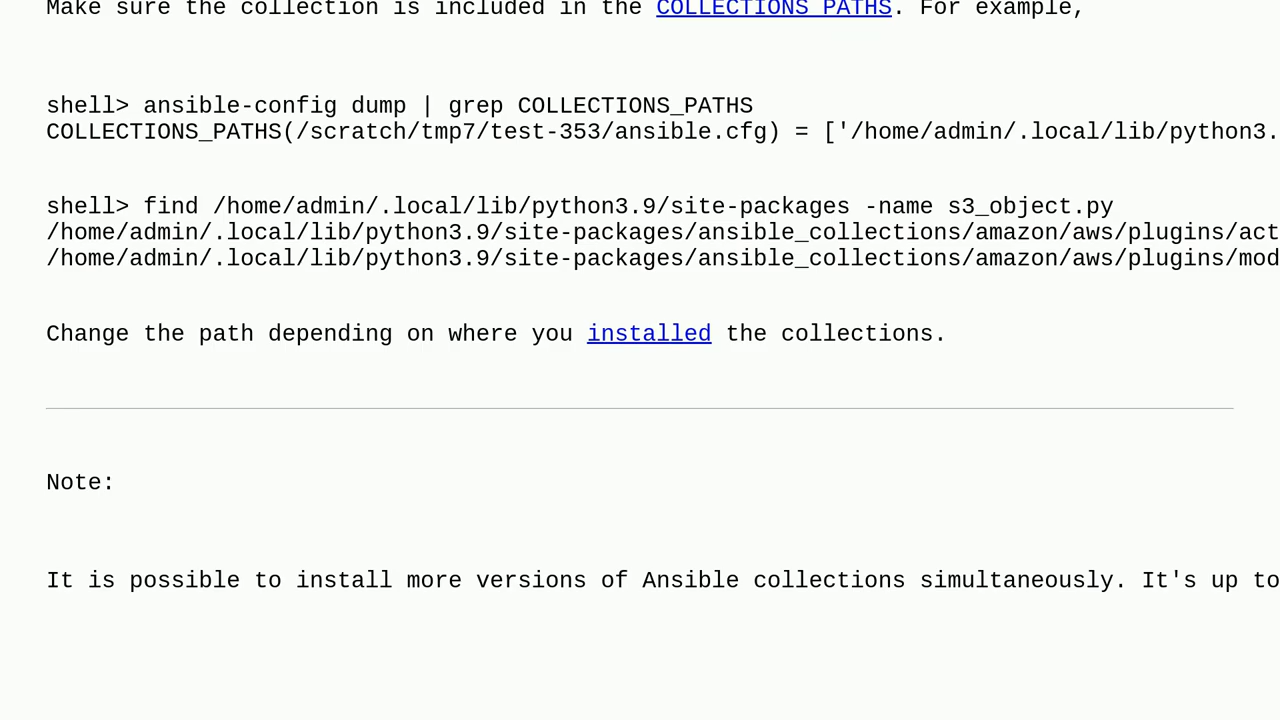 Make sure the collection is included in the COLLECTIONS_PATHS. For example,
shell> ansible-config dump | grep COLLECTIONS_PATHS
COLLECTIONS_PATHS(/scratch/tmp7/test-353/ansible.cfg) = ['/home/admin/.local/lib/python3.
shell> find /home/admin/.local/lib/python3.9/site-packages -name s3_object.py
/home/admin/.local/lib/python3.9/site-packages/ansible_collections/amazon/aws/plugins/act
/home/admin/.local/lib/python3.9/site-packages/ansible_collections/amazon/aws/plugins/mod
Change the path depending on where you installed the collections.
Note:
It is possible to install more versions of Ansible collections simultaneously. It's up to